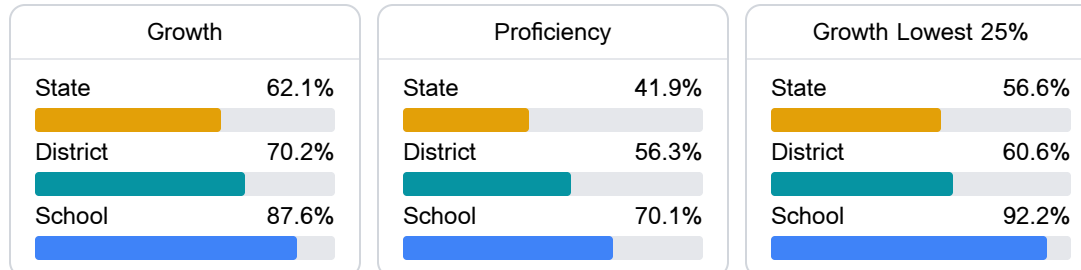 Growth
State 62.1%
District 70.2%
School 87.6%
Proficiency
State 41.9%
District 56.3%
School 70.1%
Growth Lowest 25%
State 56.6%
District 60.6%
School 92.2%